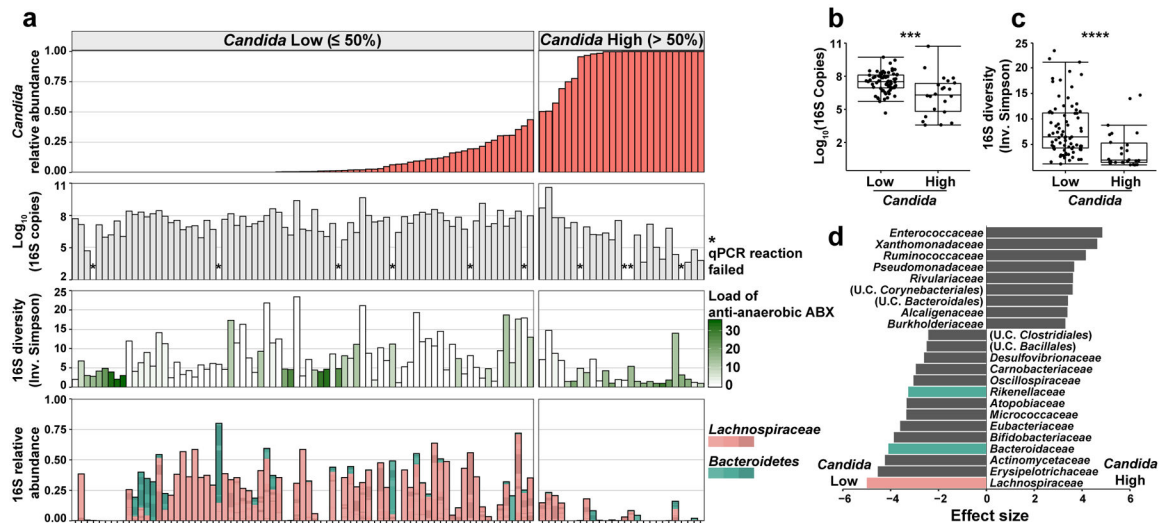 a
Candida Low (≤ 50%)
Candida High (> 50%)
Candida
relative abundance
1.00
0.75
0.50
0.25
0.00
Log10
(16S copies)
11
8
5
2
* * * * * * * ** *
*
qPCR reaction
failed
16S diversity
(Inv. Simpson)
25
20
15
10
5
0
Load of
anti-anaerobic ABX
30
20
10
0
16S relative
abundance
1.00
0.75
0.50
0.25
0.00
Lachnospiraceae
Bacteroidetes
b
***
Log10(16S Copies)
11
8
5
2
Low High
Candida
c
****
16S diversity
(Inv. Simpson)
25
20
15
10
5
Low High
Candida
d
Enterococcaceae
Xanthomonadaceae
Ruminococcaceae
Pseudomonadaceae
Rivulariaceae
(U.C. Corynebacteriales)
(U.C. Bacteroidales)
Alcaligenaceae
Burkholderiaceae
(U.C. Clostridiales)
(U.C. Bacillales)
Desulfovibrionaceae
Carnobacteriaceae
Oscillospiraceae
Rikenellaceae
Atopobiaceae
Micrococcaceae
Eubacteriaceae
Bifidobacteriaceae
Bacteroidaceae
Actinomycetaceae
Erysipelotrichaceae
Lachnospiraceae
Candida
Low
Candida
High
−6 −4 −2 0 2 4 6
Effect size